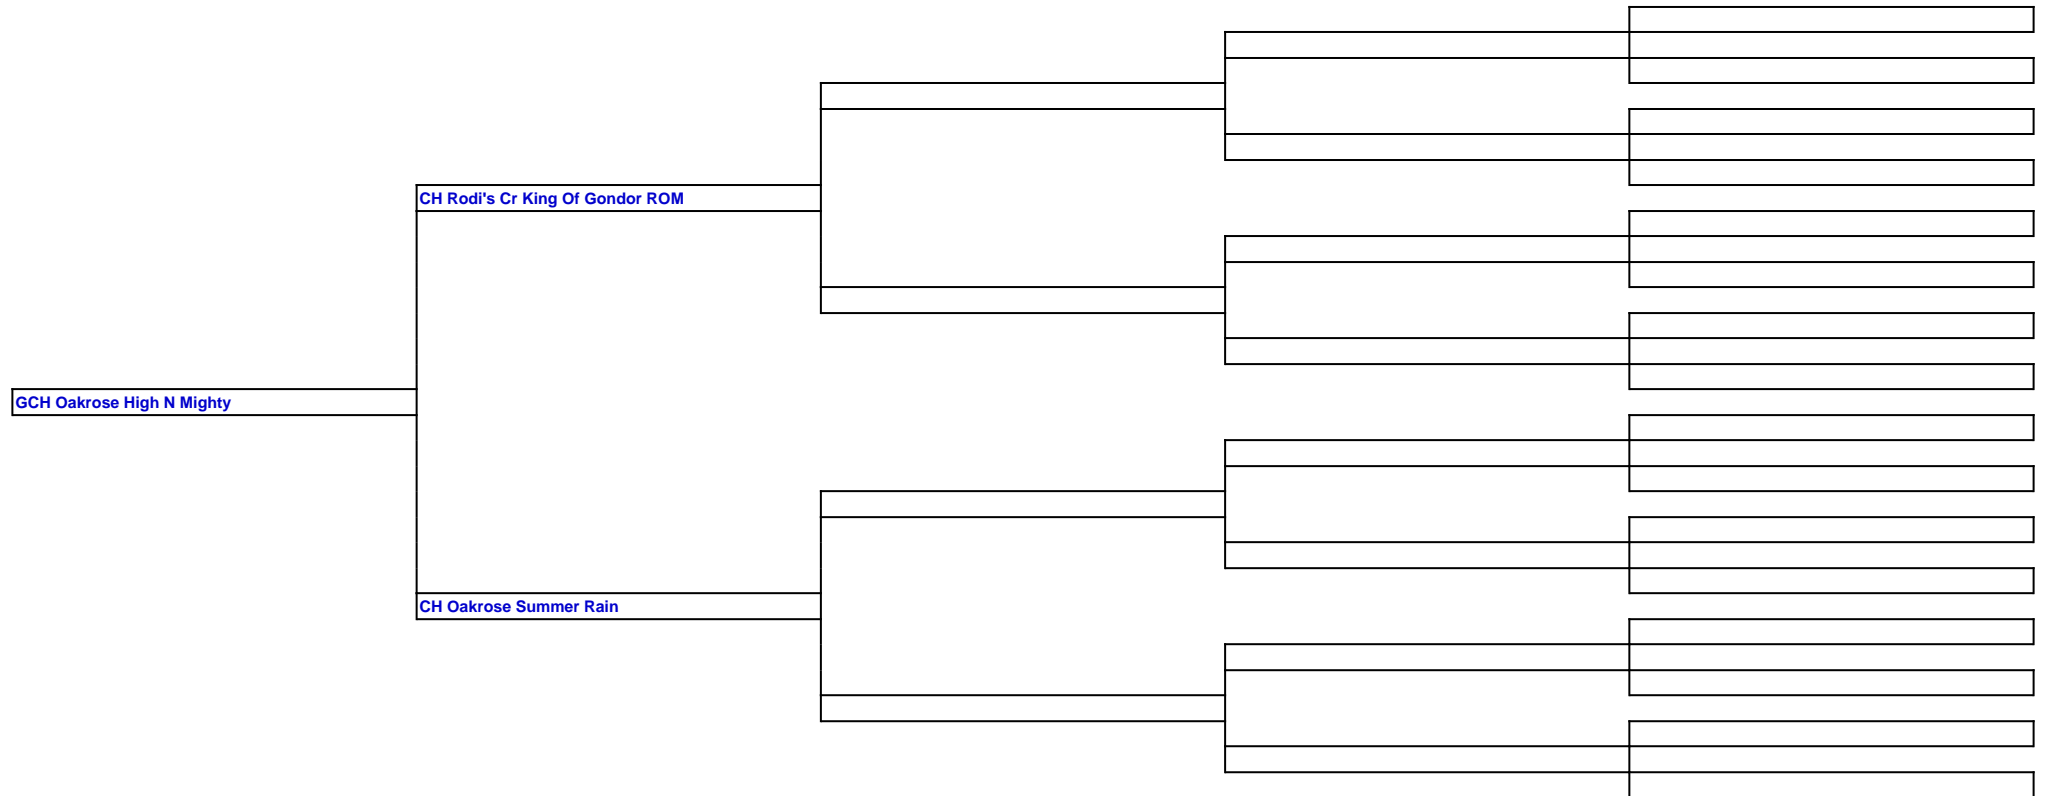 CH Rodi's Cr King Of Gondor ROM
GCH Oakrose High N Mighty
CH Oakrose Summer Rain